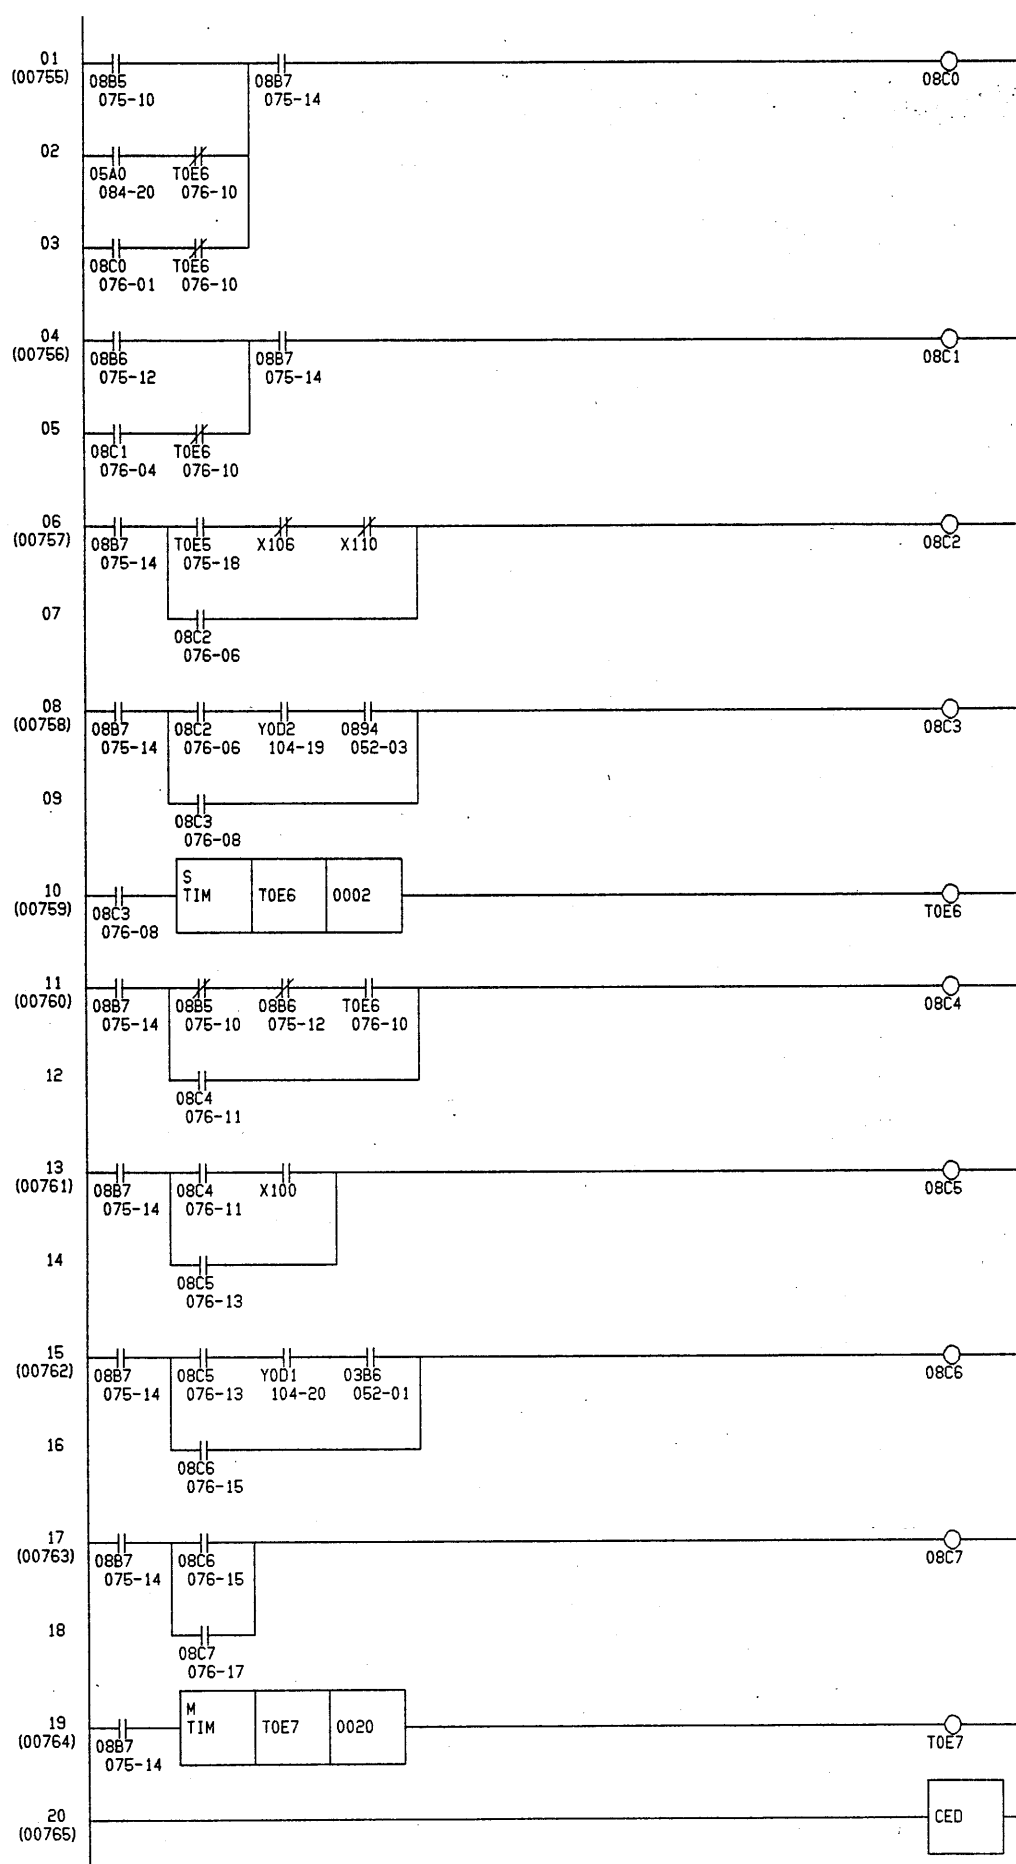 01
(00755)
08B5
075-10
08B7
075-14
08C0
02
05A0
084-20
T0E6
076-10
03
08C0
076-01
T0E6
076-10
04
(00756)
08B6
075-12
08B7
075-14
08C1
05
08C1
076-04
T0E6
076-10
06
(00757)
08B7
075-14
T0E5
075-18
X106
X110
08C2
07
08C2
076-06
08
(00758)
08B7
075-14
08C2
076-06
Y0D2
104-19
0894
052-03
08C3
09
08C3
076-08
10
(00759)
08C3
076-08
S
TIM
T0E6
0002
T0E6
11
(00760)
08B7
075-14
08B5
075-10
08B6
075-12
T0E6
076-10
08C4
12
08C4
076-11
13
(00761)
08B7
075-14
08C4
076-11
X100
08C5
14
08C5
076-13
15
(00762)
08B7
075-14
08C5
076-13
Y0D1
104-20
03B6
052-01
08C6
16
08C6
076-15
17
(00763)
08B7
075-14
08C6
076-15
08C7
18
08C7
076-17
19
(00764)
08B7
075-14
M
TIM
T0E7
0020
T0E7
20
(00765)
CED